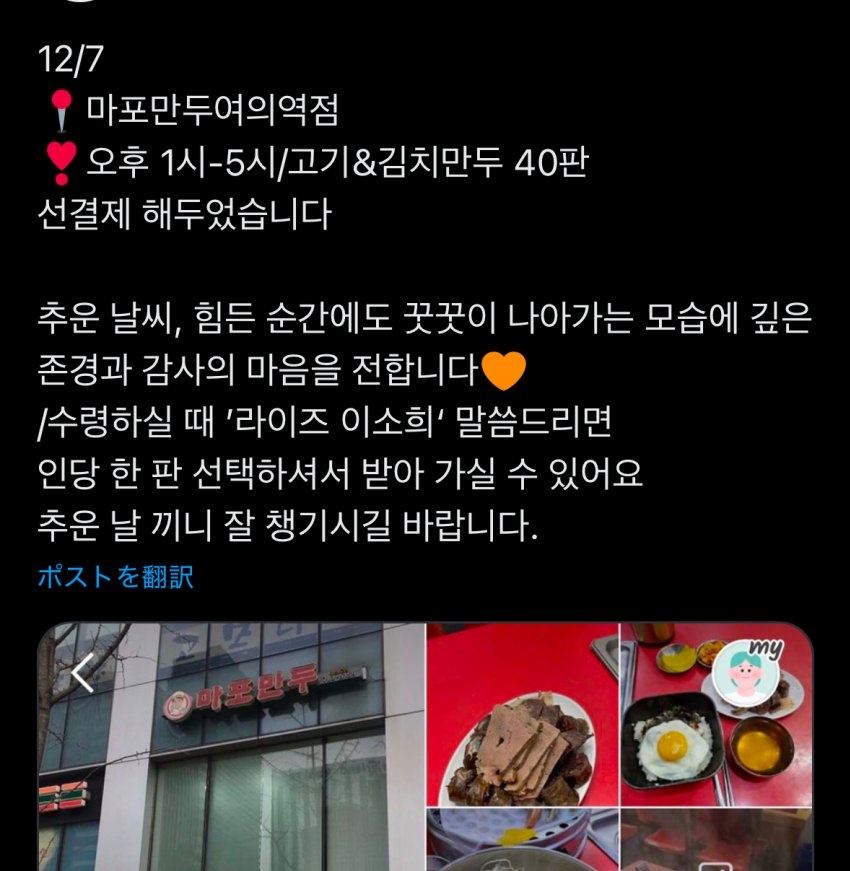 12/7
📍마포만두여의역점
❣️오후 1시-5시/고기&김치만두 40판
선결제 해두었습니다
추운 날씨, 힘든 순간에도 꿋꿋이 나아가는 모습에 깊은
존경과 감사의 마음을 전합니다🧡
/수령하실 때 ’라이즈 이소희‘ 말씀드리면
인당 한 판 선택하셔서 받아 가실 수 있어요
추운 날 끼니 잘 챙기시길 바랍니다.
ポストを翻訳
마포만두
my